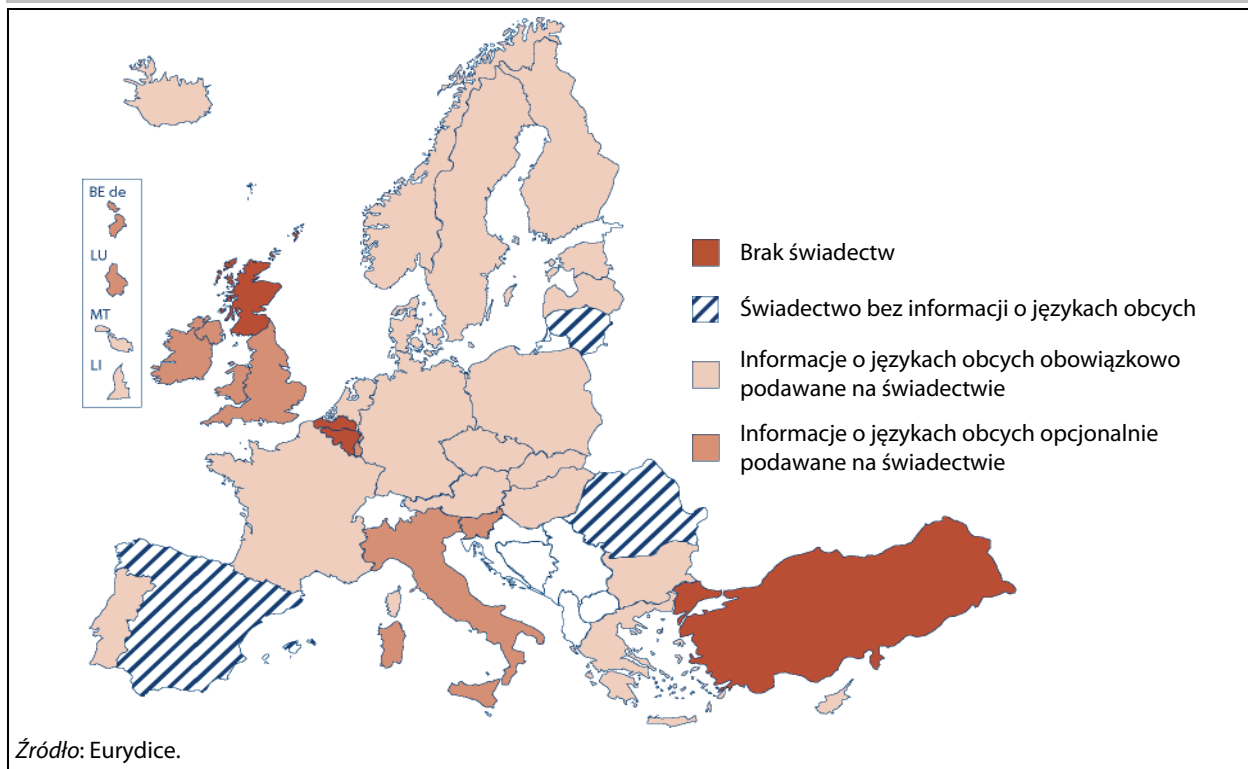 BE de
LU
MT
LI
Brak świadectw
Świadectwo bez informacji o językach obcych
Informacje o językach obcych obowiązkowo
podawane na świadectwie
Informacje o językach obcych opcjonalnie
podawane na świadectwie
Źródło: Eurydice.